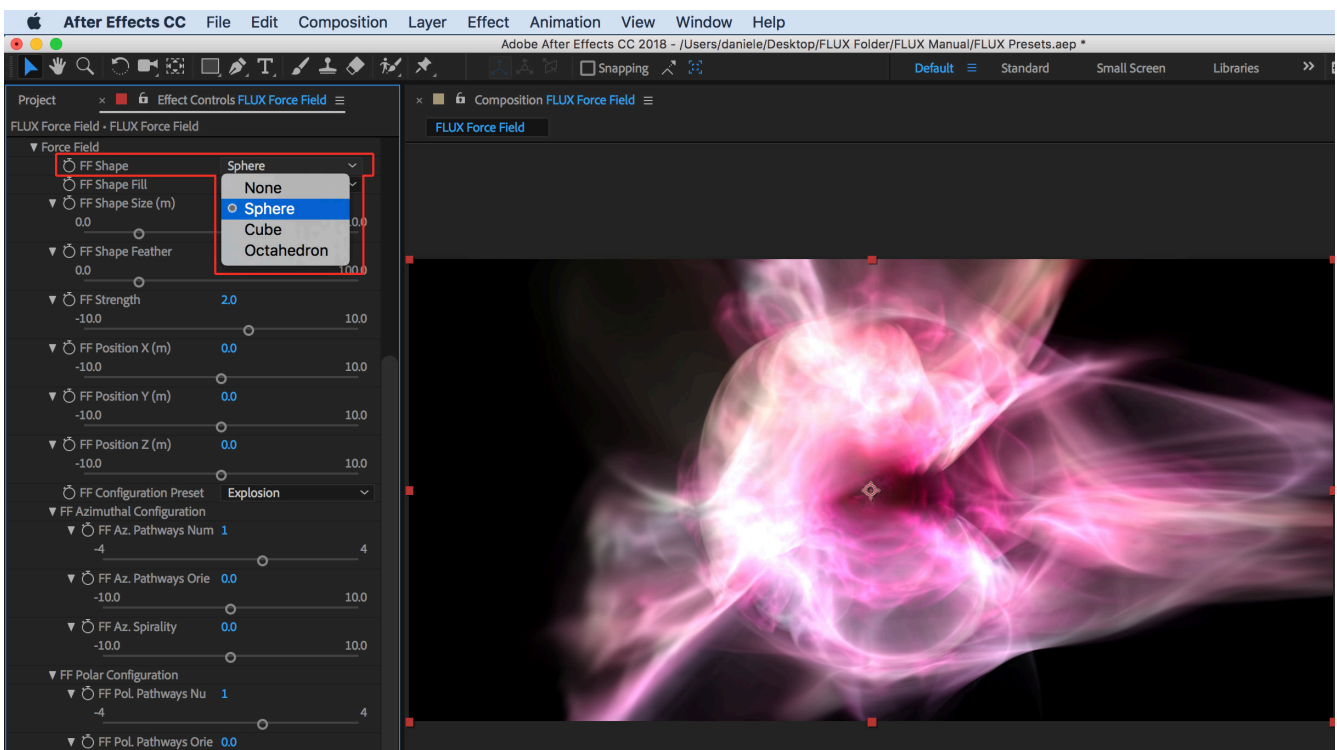 After Effects CC File Edit Composition Layer Effect Animation View Window Help
Adobe After Effects CC 2018 - /Users/daniele/Desktop/FLUX Folder/FLUX Manual/FLUX Presets.aep *
Snapping Default Standard Small Screen Libraries
Project Effect Controls FLUX Force Field Composition FLUX Force Field
FLUX Force Field • FLUX Force Field FLUX Force Field
Force Field
FF Shape Sphere
FF Shape Fill
None
FF Shape Size (m)
Sphere
0.0 0.0
Cube
FF Shape Feather
Octahedron
0.0 100.0
FF Strength 2.0
-10.0 10.0
FF Position X (m) 0.0
-10.0 10.0
FF Position Y (m) 0.0
-10.0 10.0
FF Position Z (m) 0.0
-10.0 10.0
FF Configuration Preset Explosion
FF Azimuthal Configuration
FF Az. Pathways Num 1
-4 4
FF Az. Pathways Orie 0.0
-10.0 10.0
FF Az. Spirality 0.0
-10.0 10.0
FF Polar Configuration
FF Pol. Pathways Nu 1
-4 4
FF Pol. Pathways Orie 0.0